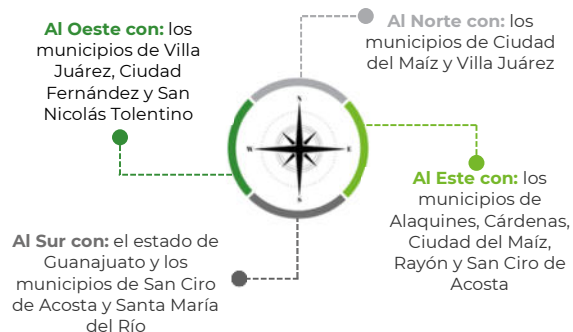 Al Oeste con: los
municipios de Villa
Juárez, Ciudad
Fernández y San
Nicolás Tolentino
Al Norte con: los
municipios de Ciudad
del Maíz y Villa Juárez
N
W
E
S
Al Este con: los
municipios de
Alaquines, Cárdenas,
Ciudad del Maíz,
Rayón y San Ciro de
Acosta
Al Sur con: el estado de
Guanajuato y los
municipios de San Ciro
de Acosta y Santa María
del Río